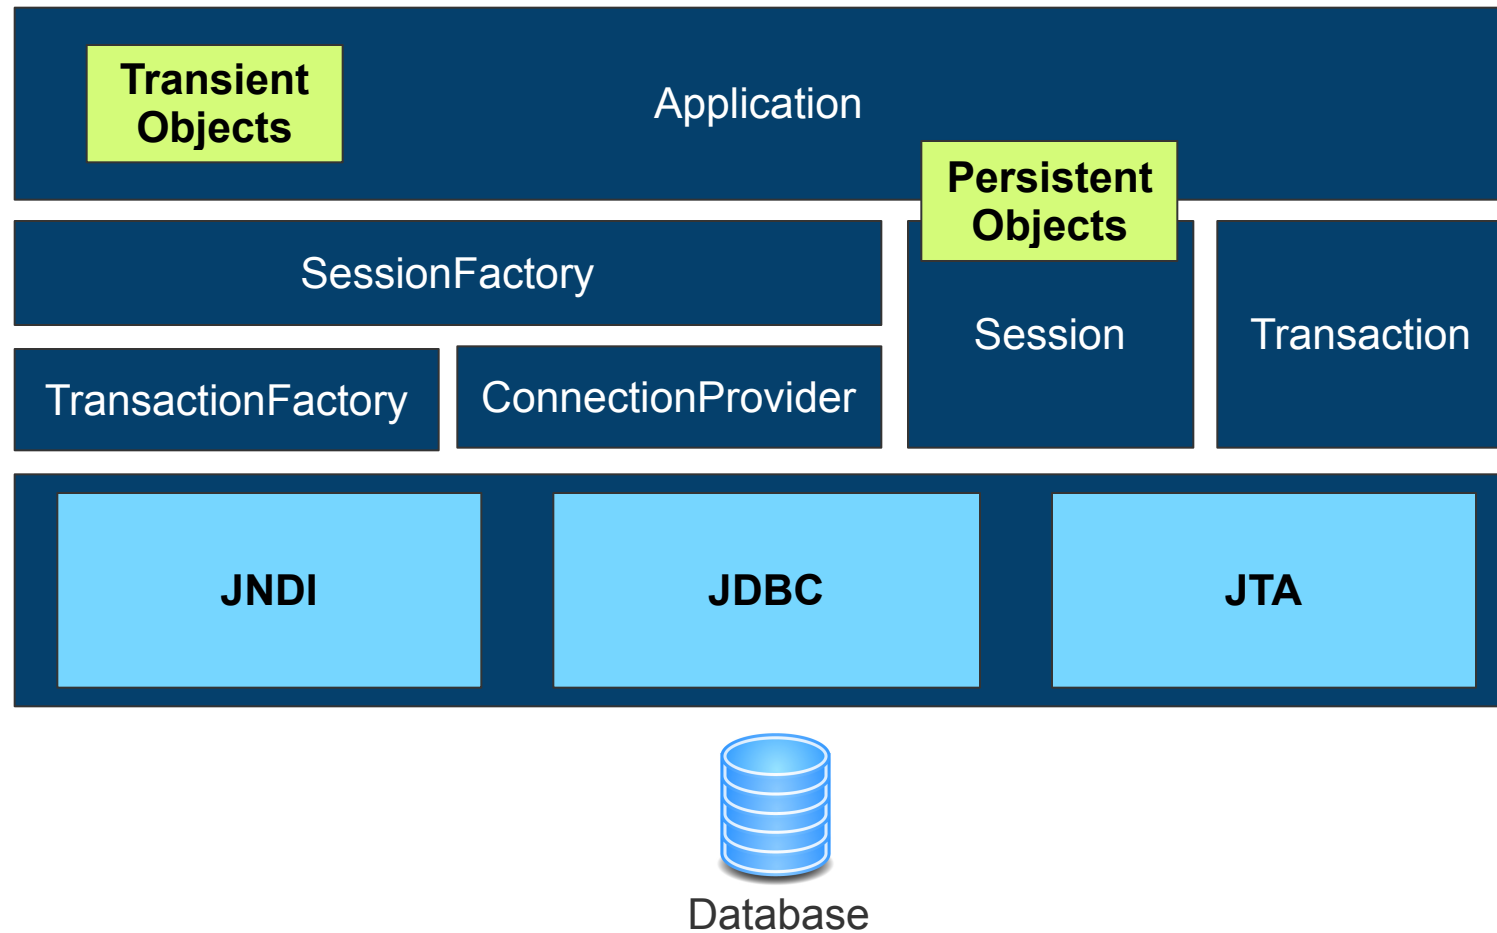 Transient
Objects
Application
Persistent
Objects
SessionFactory
Session
Transaction
TransactionFactory
ConnectionProvider
JNDI
JDBC
JTA
Database